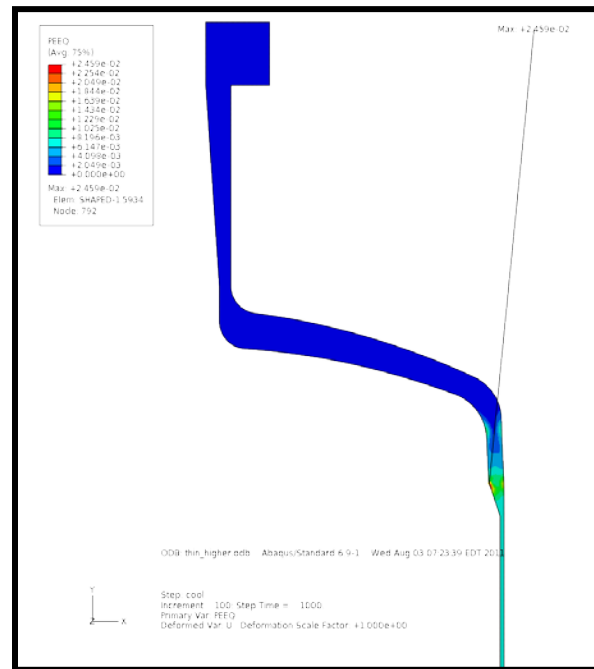 PEEQ
(Avg: 75%)
+2.459e-02
+2.254e-02
+2.049e-02
+1.844e-02
+1.639e-02
+1.434e-02
+1.229e-02
+1.025e-02
+8.196e-03
+6.147e-03
+4.098e-03
+2.049e-03
+0.000e+00
Max: +2.459e-02
Elem: SHAPED-1.5934
Node: 792
Max: +2.459e-02
ODB: thin_higher.odb Abaqus/Standard 6.9-1 Wed Aug 03 07:23:39 EDT 2011
Y
Z X
Step: cool
Increment 100: Step Time = 1000.
Primary Var: PEEQ
Deformed Var: U Deformation Scale Factor: +1.000e+00